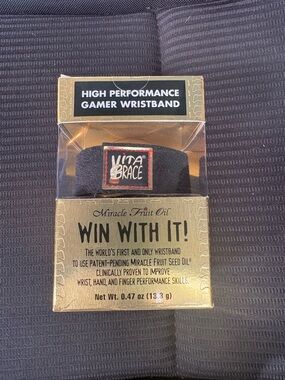 HIGH PERFORMANCE
GAMER WRISTBAND
VITA
BRACE
Miracle Fruit Oil
WIN WITH IT!
THE WORLD'S FIRST AND ONLY WRISTBAND
TO USE PATENT-PENDING MIRACLE FRUIT SEED OIL®
CLINICALLY PROVEN TO IMPROVE
WRIST, HAND, AND FINGER PERFORMANCE SKILLS.
Net Wt. 0.47 oz (13.3 g)